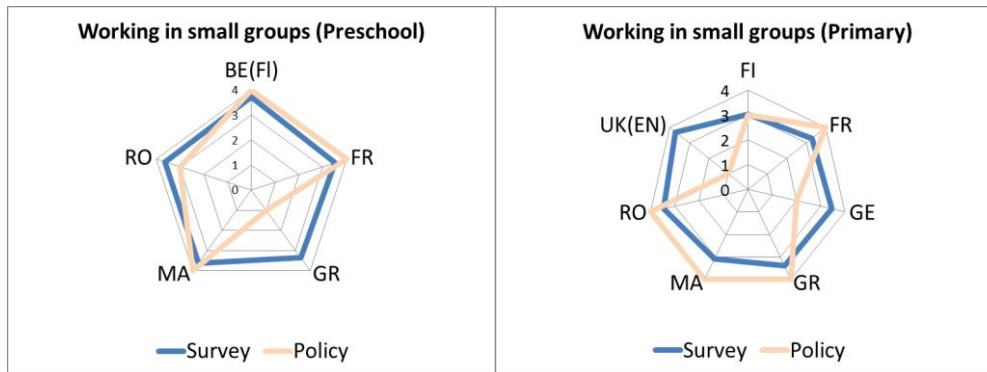 Working in small groups (Preschool)
BE(Fl)
4
3
2
1
0
RO
FR
MA
GR
Survey Policy
Working in small groups (Primary)
FI
4
3
2
1
0
UK(EN)
FR
RO
GE
MA
GR
Survey Policy